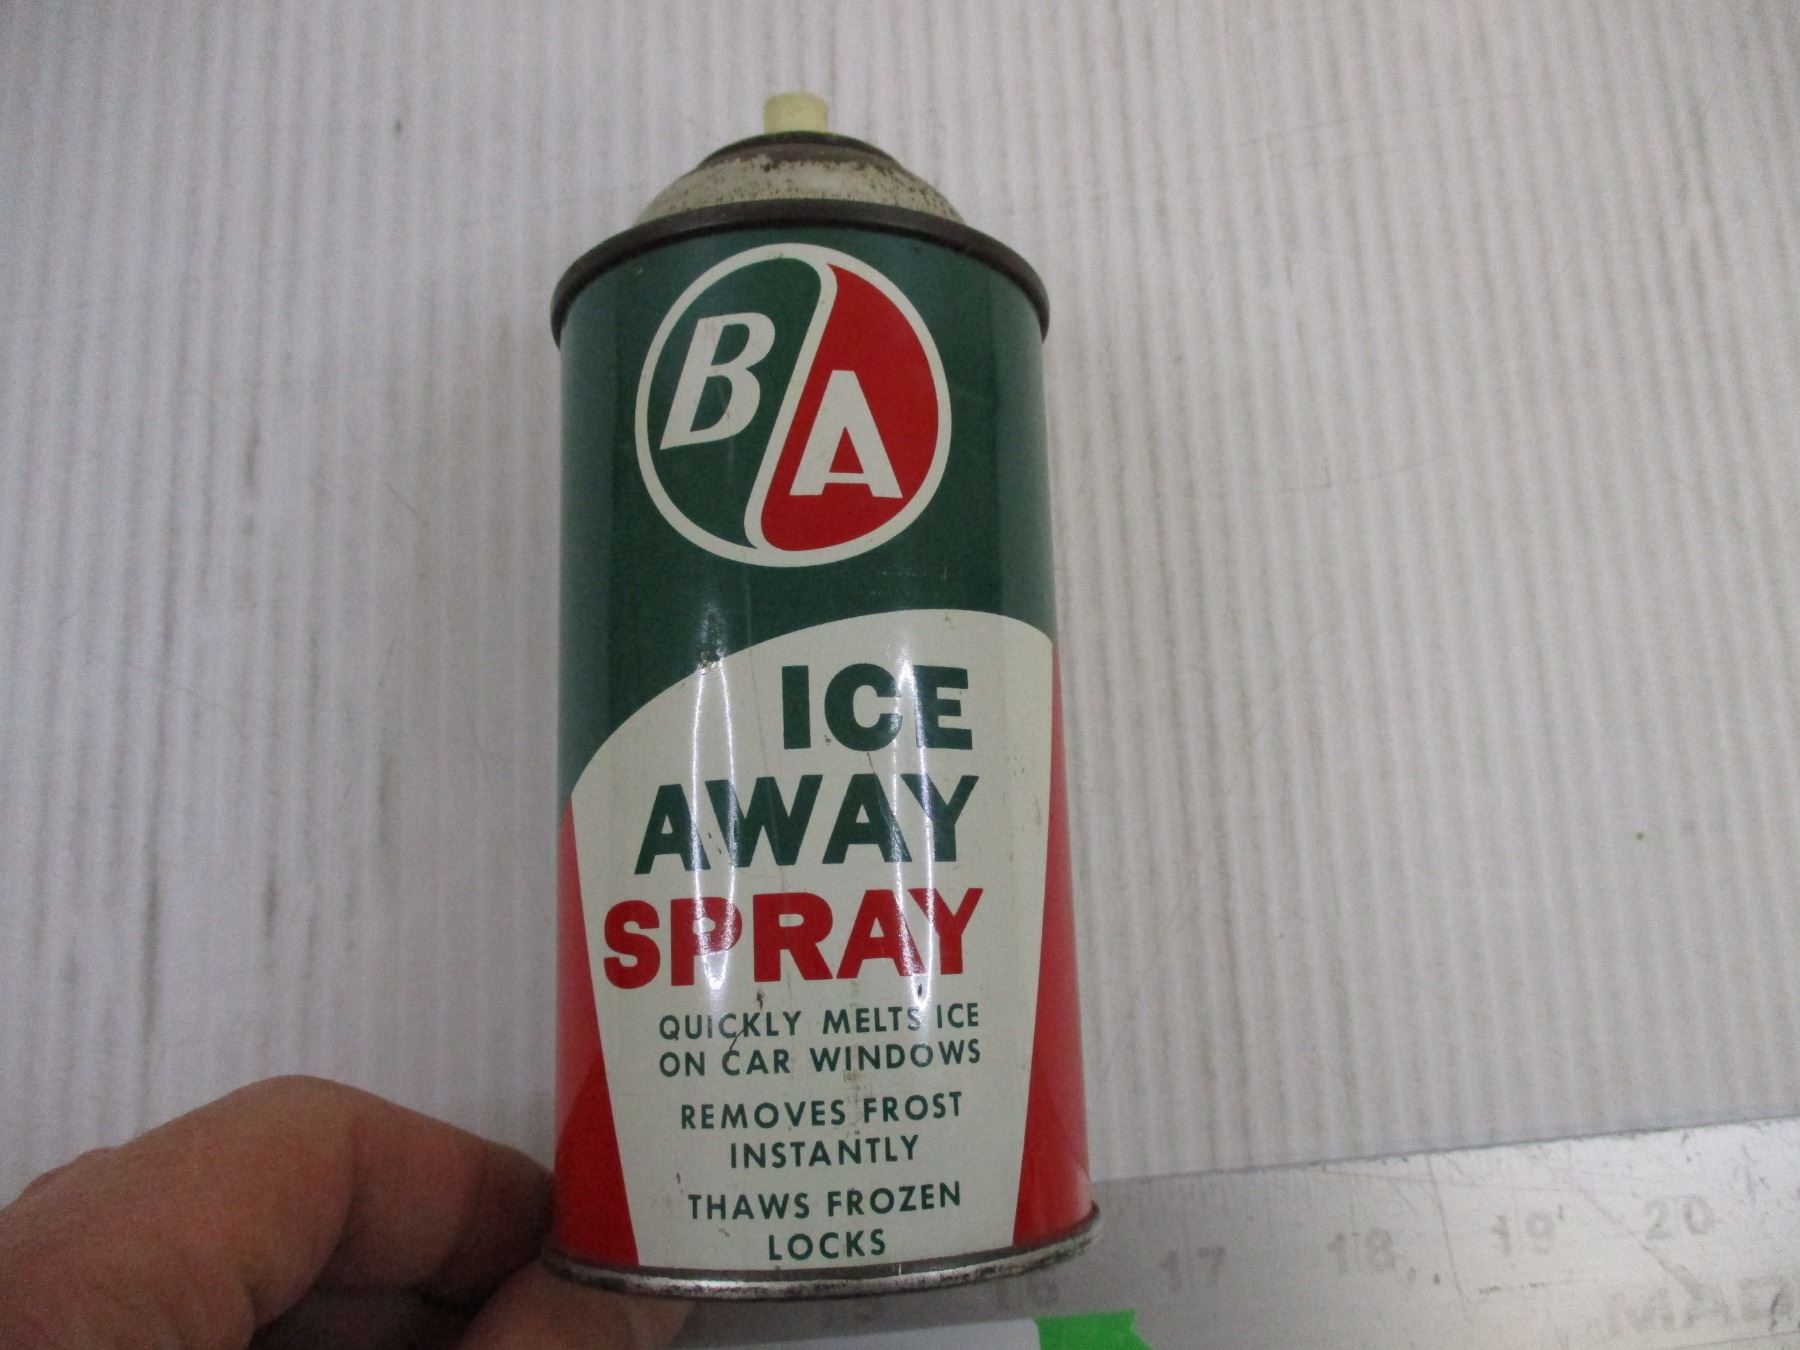 B A
ICE
AWAY
SPRAY
QUICKLY MELTS ICE
ON CAR WINDOWS
REMOVES FROST
INSTANTLY
THAWS FROZEN
LOCKS
16 17 18 19 20